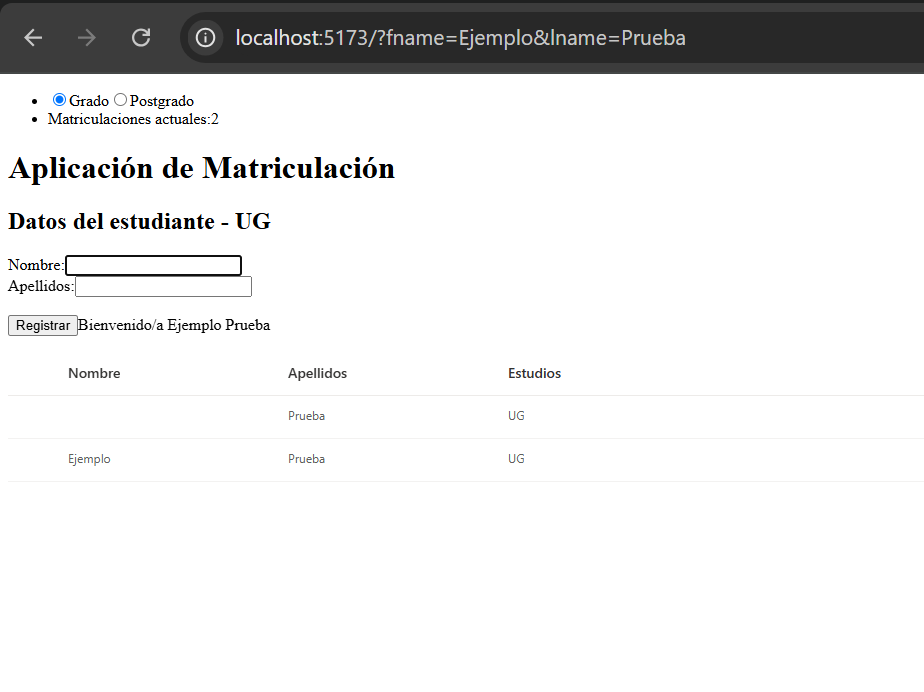 localhost:5173/?fname=Ejemplo&lname=Prueba
Grado Postgrado
Matriculaciones actuales:2
Aplicación de Matriculación
Datos del estudiante - UG
Nombre:
Apellidos:
Registrar Bienvenido/a Ejemplo Prueba
Nombre Apellidos Estudios
Prueba UG
Ejemplo Prueba UG